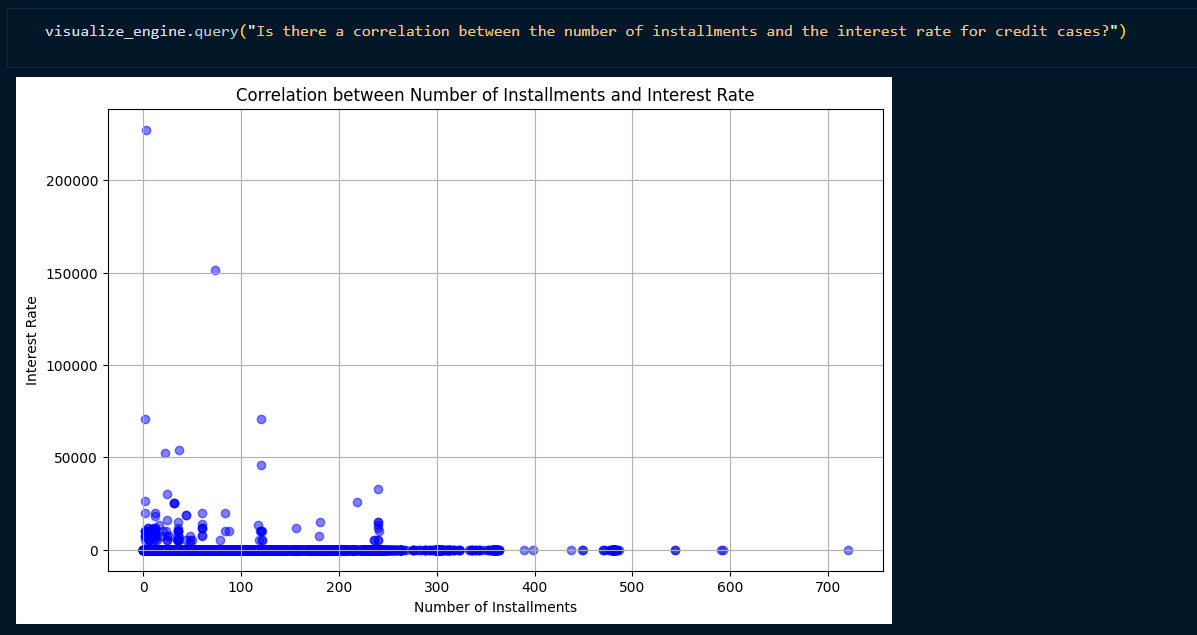 visualize_engine.query("Is there a correlation between the number of installments and the interest rate for credit cases?")
Correlation between Number of Installments and Interest Rate
Interest Rate
200000
150000
100000
50000
0
0 100 200 300 400 500 600 700
Number of Installments